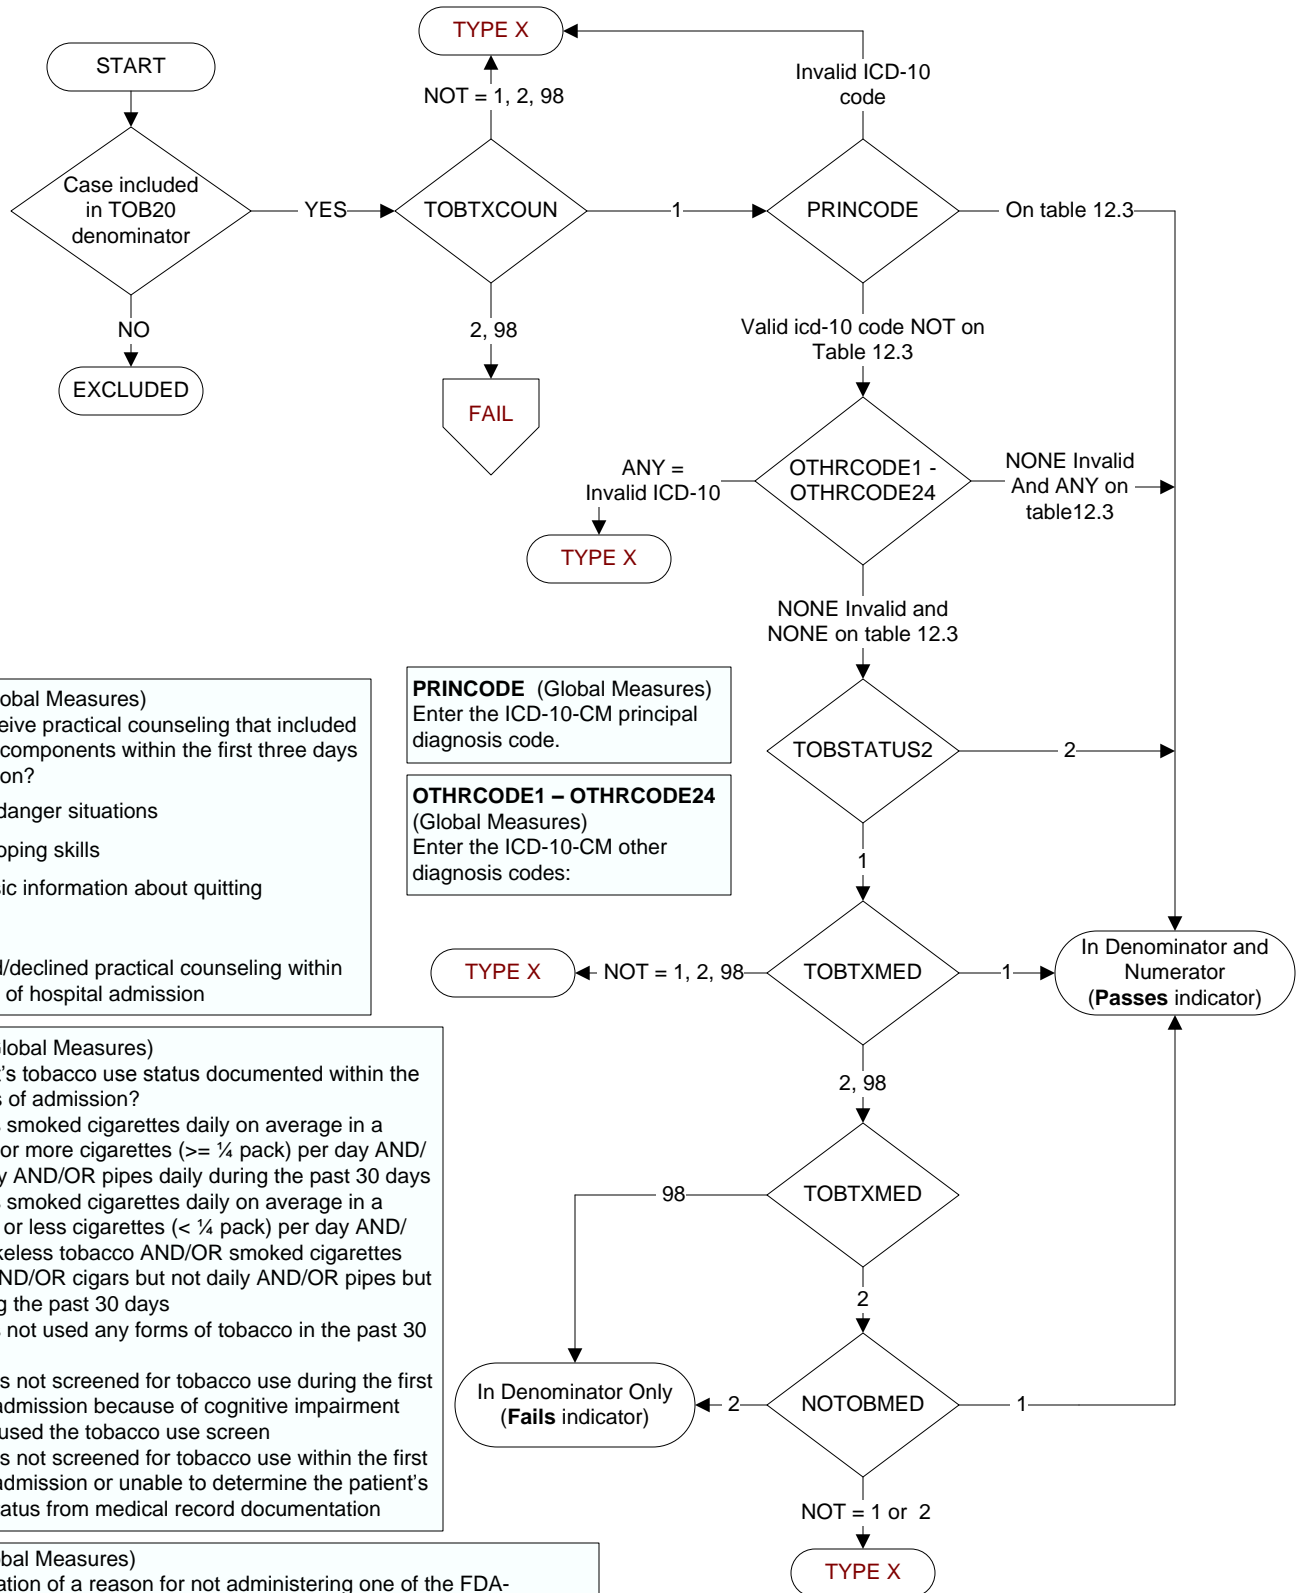 TYPE X
START
Invalid ICD-10
code
NOT = 1, 2, 98
Case included
in TOB20
denominator
YES
TOBTXCOUN
1
PRINCODE
On table 12.3
NO
2, 98
Valid icd-10 code NOT on
Table 12.3
EXCLUDED
FAIL
ANY =
Invalid ICD-10
OTHRCODE1 -
OTHRCODE24
NONE Invalid
And ANY on
table12.3
TYPE X
NONE Invalid and
NONE on table 12.3
lobal Measures)
eive practical counseling that included
components within the first three days
on?
danger situations
oping skills
sic information about quitting
d/declined practical counseling within
of hospital admission
PRINCODE (Global Measures)
Enter the ICD-10-CM principal
diagnosis code.
OTHRCODE1 – OTHRCODE24
(Global Measures)
Enter the ICD-10-CM other
diagnosis codes:
TOBSTATUS2
2
1
TYPE X
NOT = 1, 2, 98
TOBTXMED
1
In Denominator and
Numerator
(Passes indicator)
2, 98
Global Measures)
t's tobacco use status documented within the
s of admission?
s smoked cigarettes daily on average in a
or more cigarettes (>= ¼ pack) per day AND/
y AND/OR pipes daily during the past 30 days
s smoked cigarettes daily on average in a
or less cigarettes (< ¼ pack) per day AND/
keless tobacco AND/OR smoked cigarettes
AND/OR cigars but not daily AND/OR pipes but
g the past 30 days
s not used any forms of tobacco in the past 30
s not screened for tobacco use during the first
admission because of cognitive impairment
used the tobacco use screen
s not screened for tobacco use within the first
admission or unable to determine the patient's
tatus from medical record documentation
98
TOBTXMED
2
In Denominator Only
(Fails indicator)
2
NOTOBMED
1
NOT = 1 or 2
TYPE X
obal Measures)
ation of a reason for not administering one of the FDA-